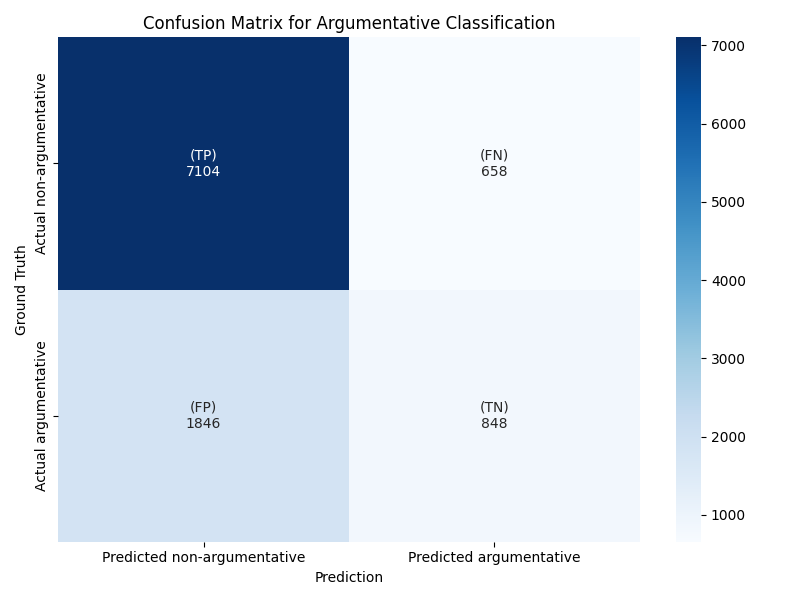 Confusion Matrix for Argumentative Classification
Actual non-argumentative
Actual argumentative
Ground Truth
(TP)
7104
(FN)
658
(FP)
1846
(TN)
848
Predicted non-argumentative
Predicted argumentative
Prediction
7000
6000
5000
4000
3000
2000
1000